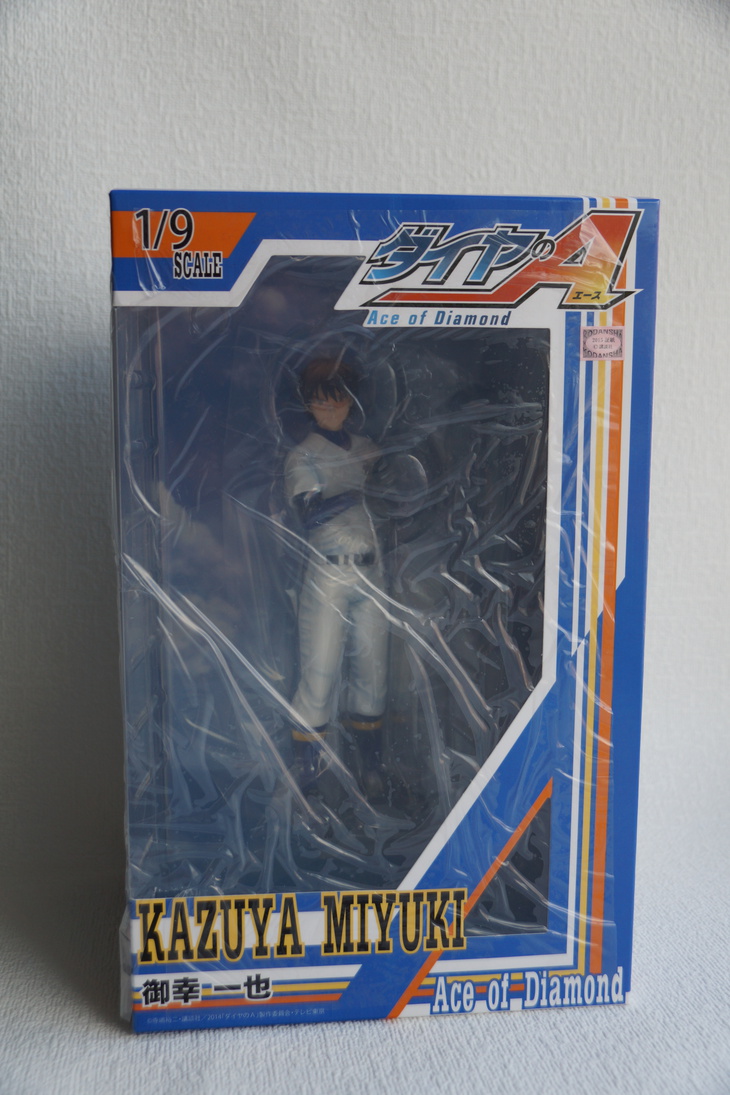 1/9
SCALE
ダイヤのA
エース
Ace of Diamond
KAZUYA MIYUKI
御幸 一也
Ace of Diamond